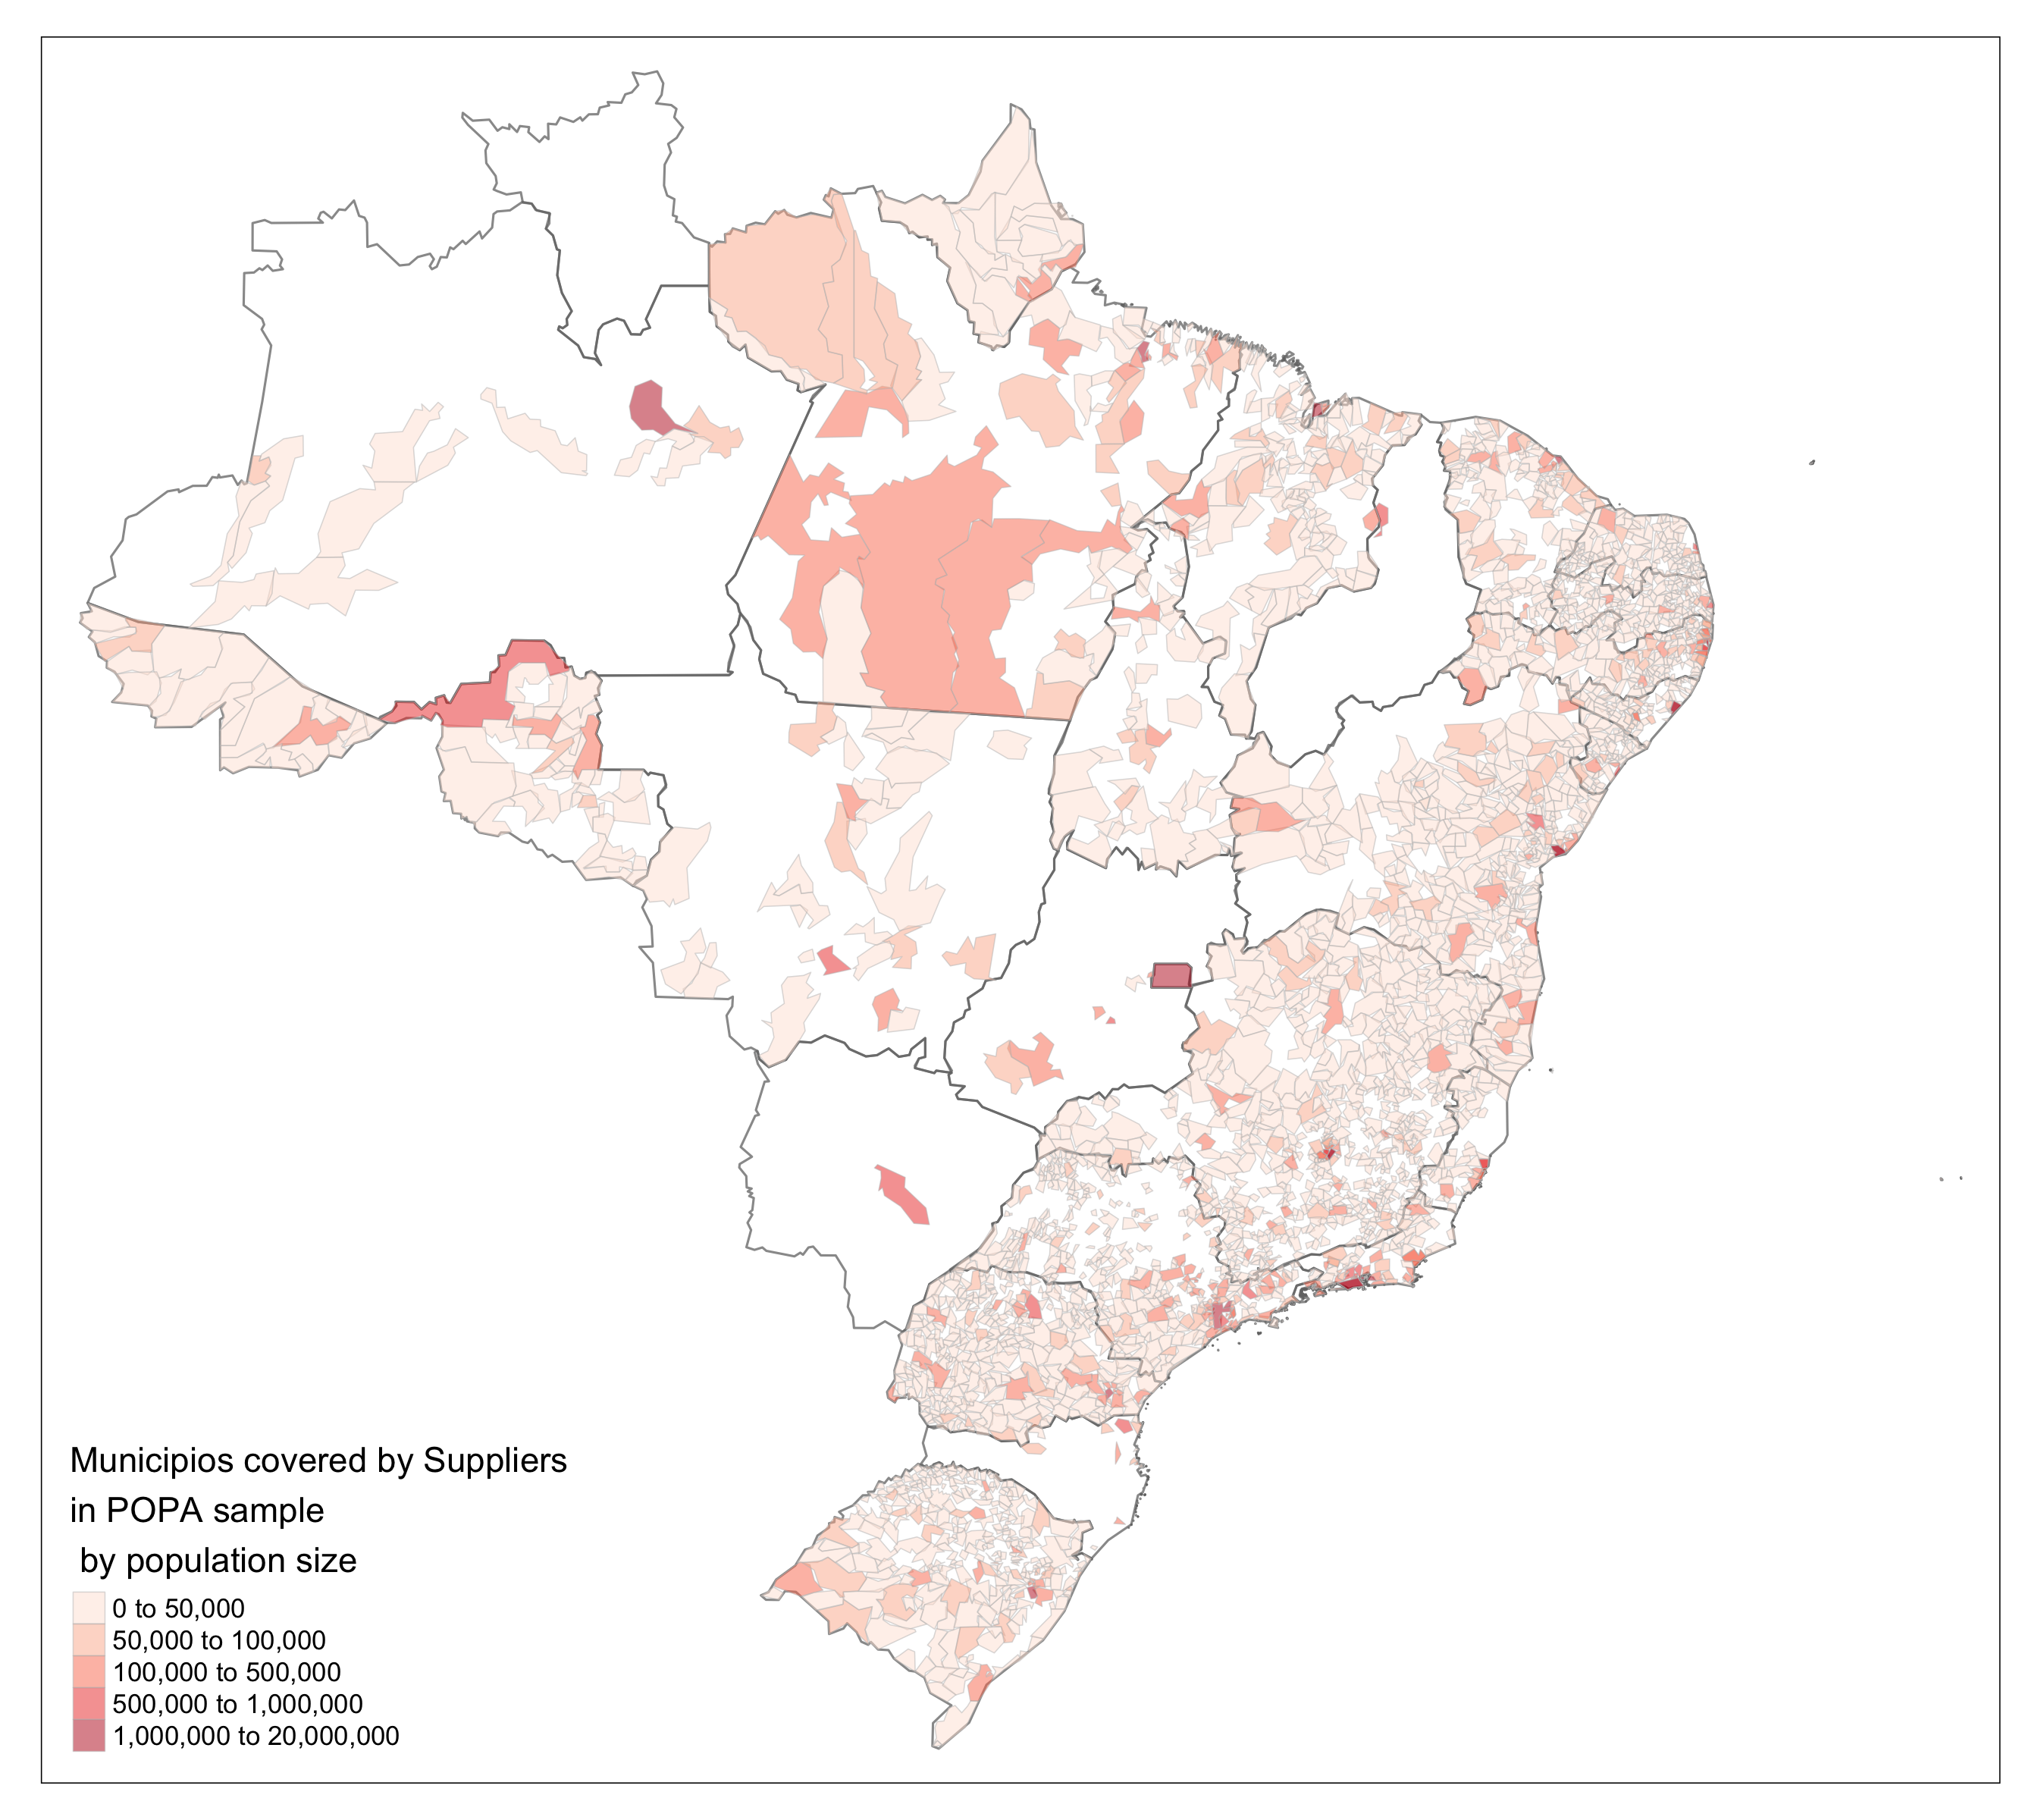 Municipios covered by Suppliers
in POPA sample
by population size
0 to 50,000
50,000 to 100,000
100,000 to 500,000
500,000 to 1,000,000
1,000,000 to 20,000,000